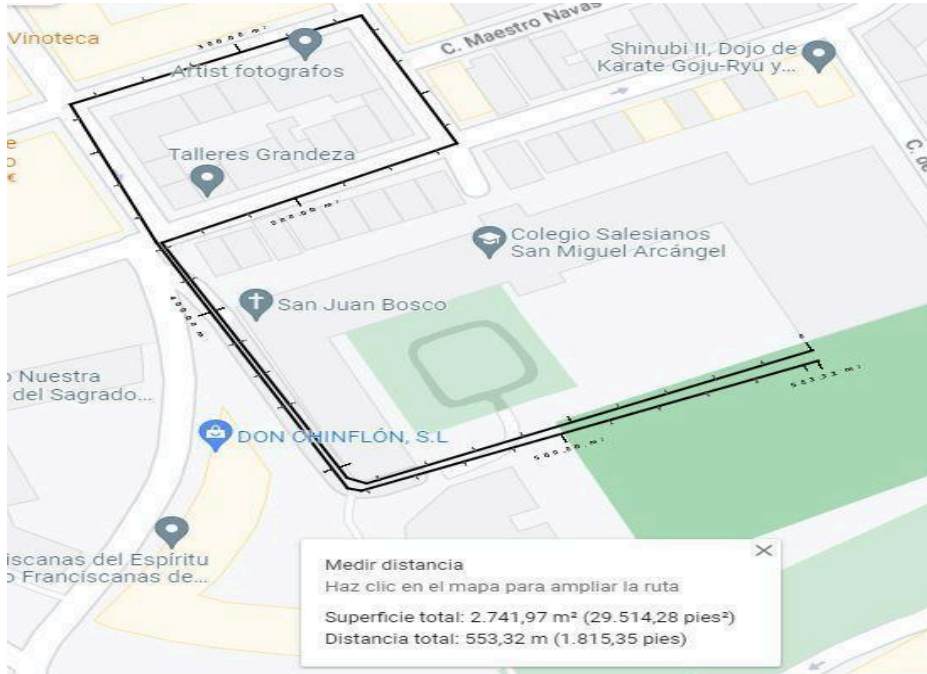 Vinoteca
Artist fotografos
C. Maestro Navas
Shinubi II, Dojo de
Karate Goju-Ryu y...
Talleres Grandeza
Colegio Salesianos
San Miguel Arcángel
San Juan Bosco
o Nuestra
del Sagrado...
DON CHINFLÓN, S.L
iscanas del Espíritu
o Franciscanas de...
Medir distancia
Haz clic en el mapa para ampliar la ruta
Superficie total: 2.741,97 m² (29.514,28 pies²)
Distancia total: 553,32 m (1.815,35 pies)